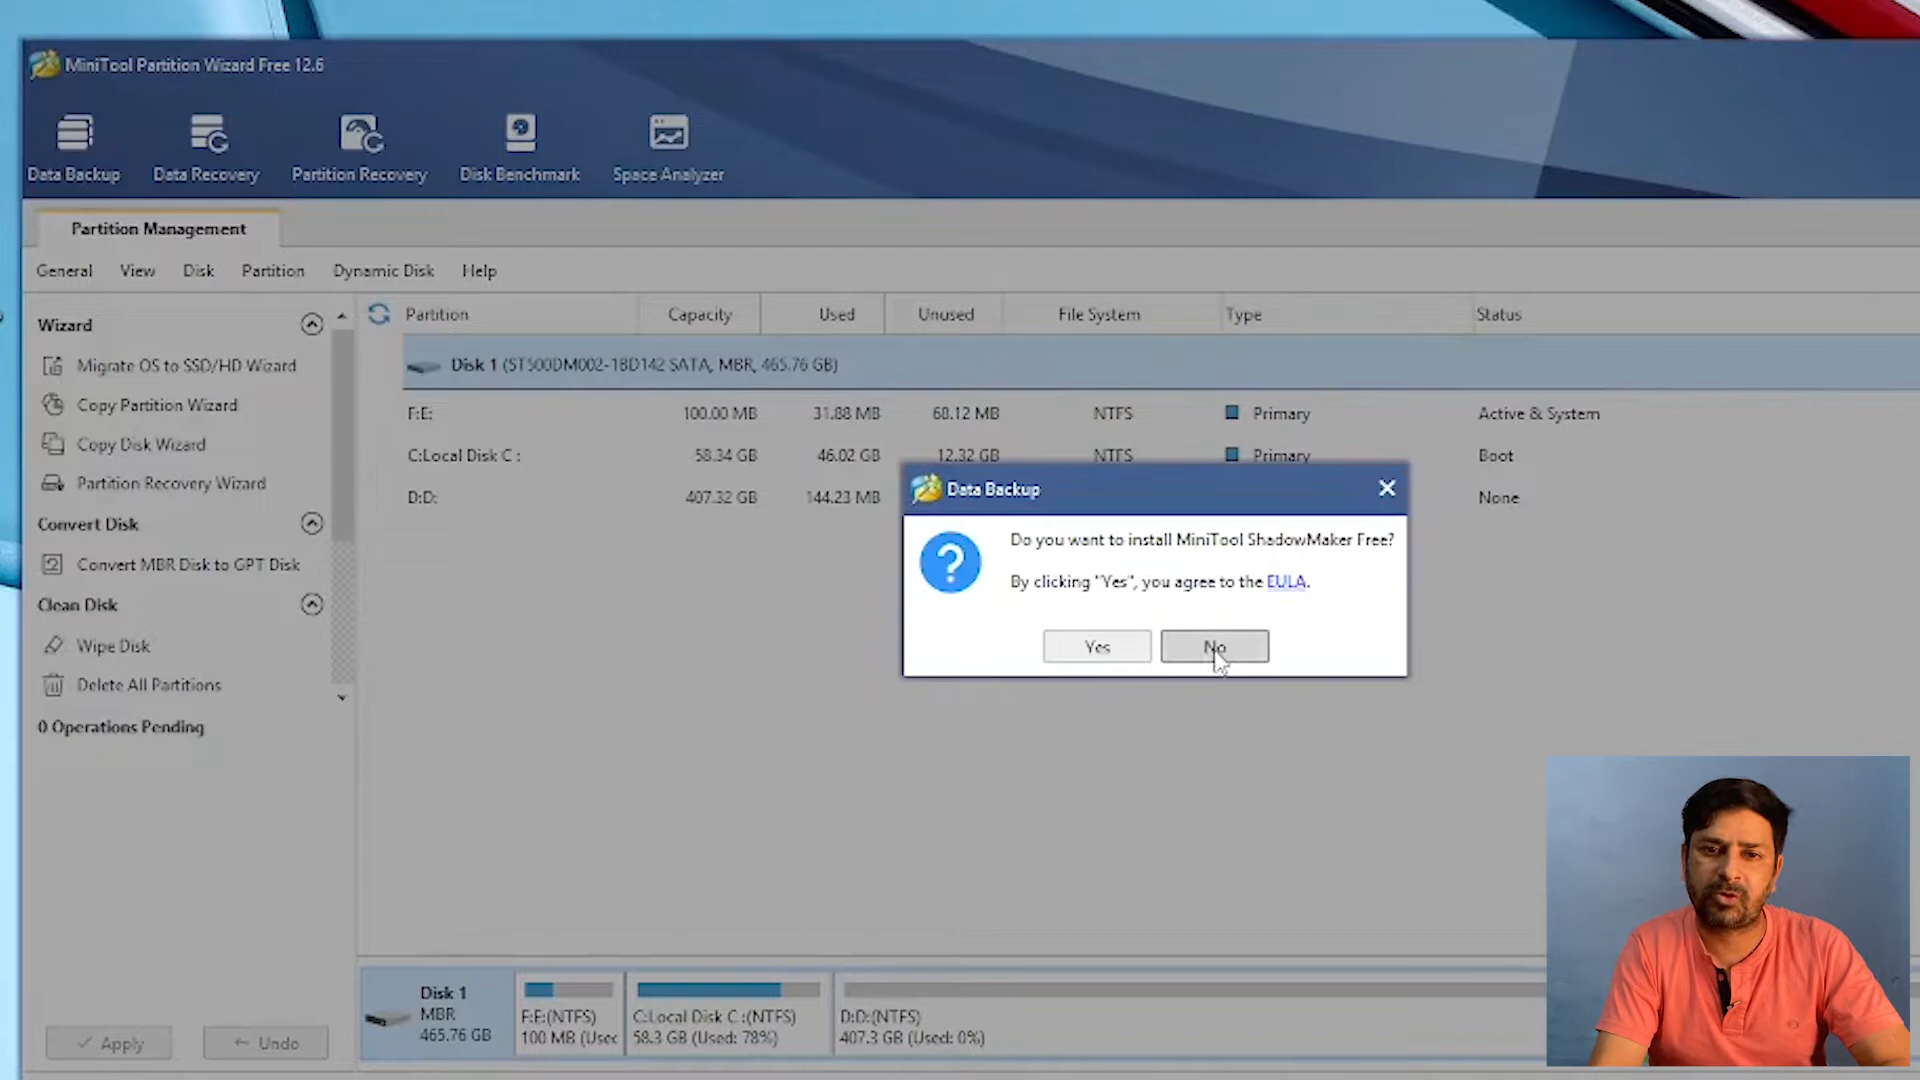 MiniTool Partition Wizard Free 12.6
Data Backup
Data Recovery
Partition Recovery
Disk Benchmark
Space Analyzer
Partition Management
General View Disk Partition Dynamic Disk Help
Wizard
Migrate OS to SSD/HD Wizard
Copy Partition Wizard
Copy Disk Wizard
Partition Recovery Wizard
Convert Disk
Convert MBR Disk to GPT Disk
Clean Disk
Wipe Disk
Delete All Partitions
0 Operations Pending
Apply
Undo
Partition Capacity Used Unused File System Type Status
Disk 1 (ST500DM002-1BD142 SATA, MBR, 465.76 GB)
F:E: 100.00 MB 31.88 MB 68.12 MB NTFS Primary Active & System
C:Local Disk C : 58.34 GB 46.02 GB 12.32 GB NTFS Primary Boot
D:D: 407.32 GB 144.23 MB None
Data Backup
Do you want to install MiniTool ShadowMaker Free?
By clicking "Yes", you agree to the EULA.
Yes
No
Disk 1
MBR
465.76 GB
F:E:(NTFS)
100 MB (Usec
C:Local Disk C :(NTFS)
58.3 GB (Used: 78%)
D:D:(NTFS)
407.3 GB (Used: 0%)